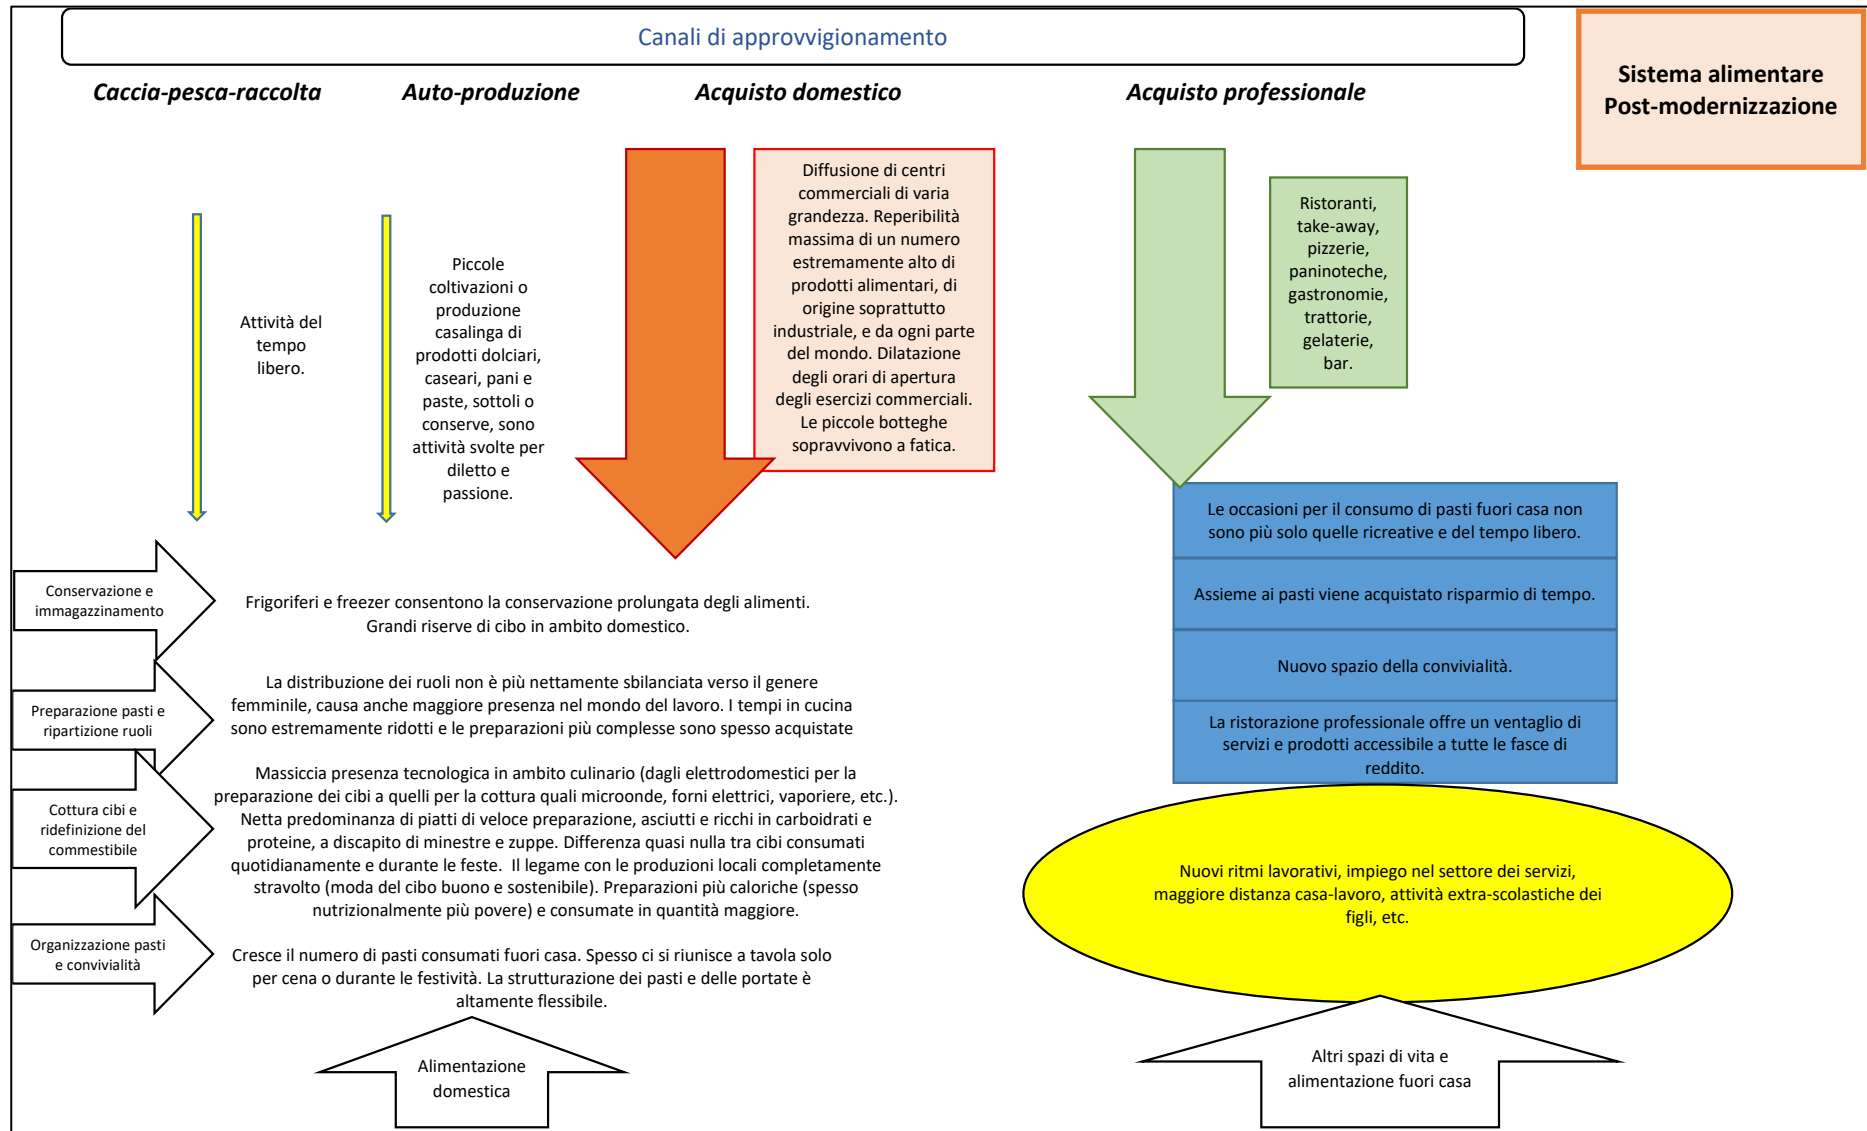 Canali di approvvigionamento
Sistema alimentare
Post-modernizzazione
Caccia-pesca-raccolta
Auto-produzione
Acquisto domestico
Acquisto professionale
Attività del
tempo
libero.
Piccole
coltivazioni o
produzione
casalinga di
prodotti dolciari,
caseari, pani e
paste, sottoli o
conserve, sono
attività svolte per
diletto e
passione.
Diffusione di centri
commerciali di varia
grandezza. Reperibilità
massima di un numero
estremamente alto di
prodotti alimentari, di
origine soprattutto
industriale, e da ogni parte
del mondo. Dilatazione
degli orari di apertura
degli esercizi commerciali.
Le piccole botteghe
sopravvivono a fatica.
Ristoranti,
take-away,
pizzerie,
paninoteche,
gastronomie,
trattorie,
gelaterie,
bar.
Le occasioni per il consumo di pasti fuori casa non
sono più solo quelle ricreative e del tempo libero.
Assieme ai pasti viene acquistato risparmio di tempo.
Nuovo spazio della convivialità.
La ristorazione professionale offre un ventaglio di
servizi e prodotti accessibile a tutte le fasce di
reddito.
Conservazione e
immagazzinamento
Frigoriferi e freezer consentono la conservazione prolungata degli alimenti.
Grandi riserve di cibo in ambito domestico.
Preparazione pasti e
ripartizione ruoli
La distribuzione dei ruoli non è più nettamente sbilanciata verso il genere
femminile, causa anche maggiore presenza nel mondo del lavoro. I tempi in cucina
sono estremamente ridotti e le preparazioni più complesse sono spesso acquistate
Cottura cibi e
ridefinizione del
commestibile
Massiccia presenza tecnologica in ambito culinario (dagli elettrodomestici per la
preparazione dei cibi a quelli per la cottura quali microonde, forni elettrici, vaporiere, etc.).
Netta predominanza di piatti di veloce preparazione, asciutti e ricchi in carboidrati e
proteine, a discapito di minestre e zuppe. Differenza quasi nulla tra cibi consumati
quotidianamente e durante le feste. Il legame con le produzioni locali completamente
stravolto (moda del cibo buono e sostenibile). Preparazioni più caloriche (spesso
nutrizionalmente più povere) e consumate in quantità maggiore.
Organizzazione pasti
e convivialità
Cresce il numero di pasti consumati fuori casa. Spesso ci si riunisce a tavola solo
per cena o durante le festività. La strutturazione dei pasti e delle portate è
altamente flessibile.
Nuovi ritmi lavorativi, impiego nel settore dei servizi,
maggiore distanza casa-lavoro, attività extra-scolastiche dei
figli, etc.
Alimentazione
domestica
Altri spazi di vita e
alimentazione fuori casa